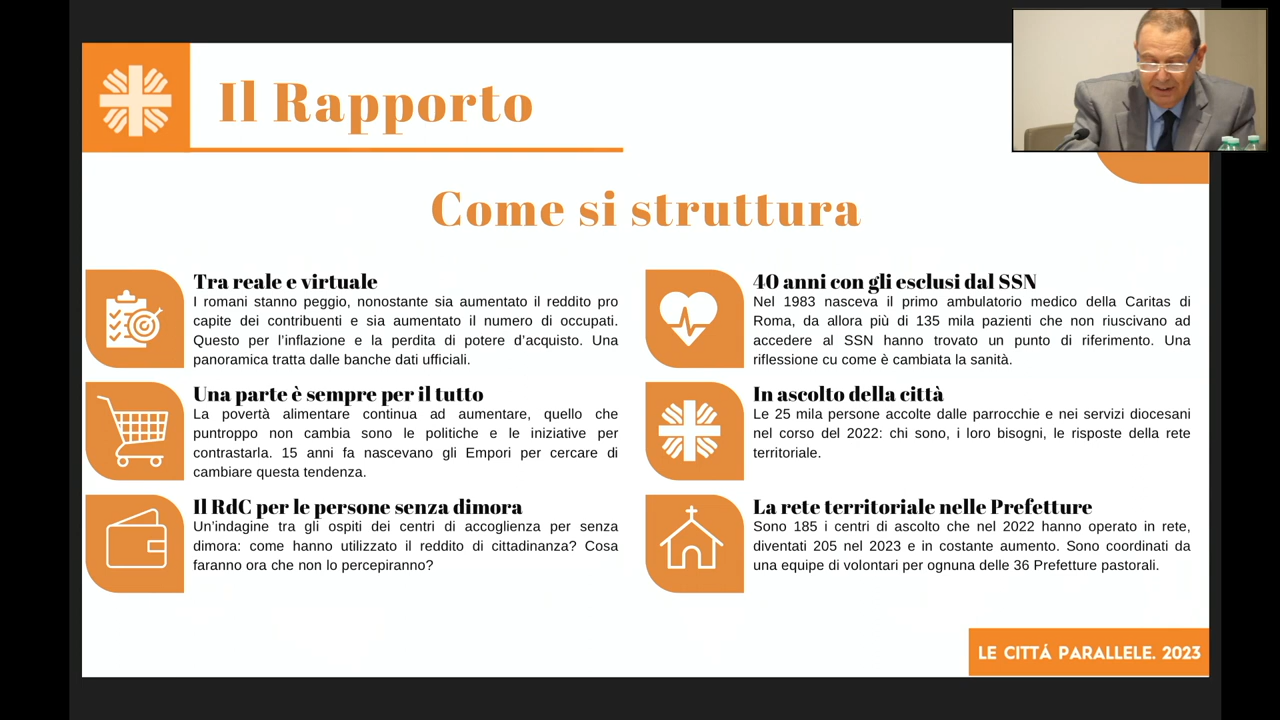 Il Rapporto
Come si struttura
Tra reale e virtuale
I romani stanno peggio, nonostante sia aumentato il reddito pro
capite dei contribuenti e sia aumentato il numero di occupati.
Questo per l'inflazione e la perdita di potere d'acquisto. Una
panoramica tratta dalle banche dati ufficiali.
Una parte è sempre per il tutto
La povertà alimentare continua ad aumentare, quello che
puntroppo non cambia sono le politiche e le iniziative per
contrastarla. 15 anni fa nascevano gli Empori per cercare di
cambiare questa tendenza.
Il RdC per le persone senza dimora
Un'indagine tra gli ospiti dei centri di accoglienza per senza
dimora: come hanno utilizzato il reddito di cittadinanza? Cosa
faranno ora che non lo percepiranno?
40 anni con gli esclusi dal SSN
Nel 1983 nasceva il primo ambulatorio medico della Caritas di
Roma, da allora più di 135 mila pazienti che non riuscivano ad
accedere al SSN hanno trovato un punto di riferimento. Una
riflessione cu come è cambiata la sanità.
In ascolto della città
Le 25 mila persone accolte dalle parrocchie e nei servizi diocesani
nel corso del 2022: chi sono, i loro bisogni, le risposte della rete
territoriale.
La rete territoriale nelle Prefetture
Sono 185 i centri di ascolto che nel 2022 hanno operato in rete,
diventati 205 nel 2023 e in costante aumento. Sono coordinati da
una equipe di volontari per ognuna delle 36 Prefetture pastorali.
LE CITTÁ PARALLELE. 2023